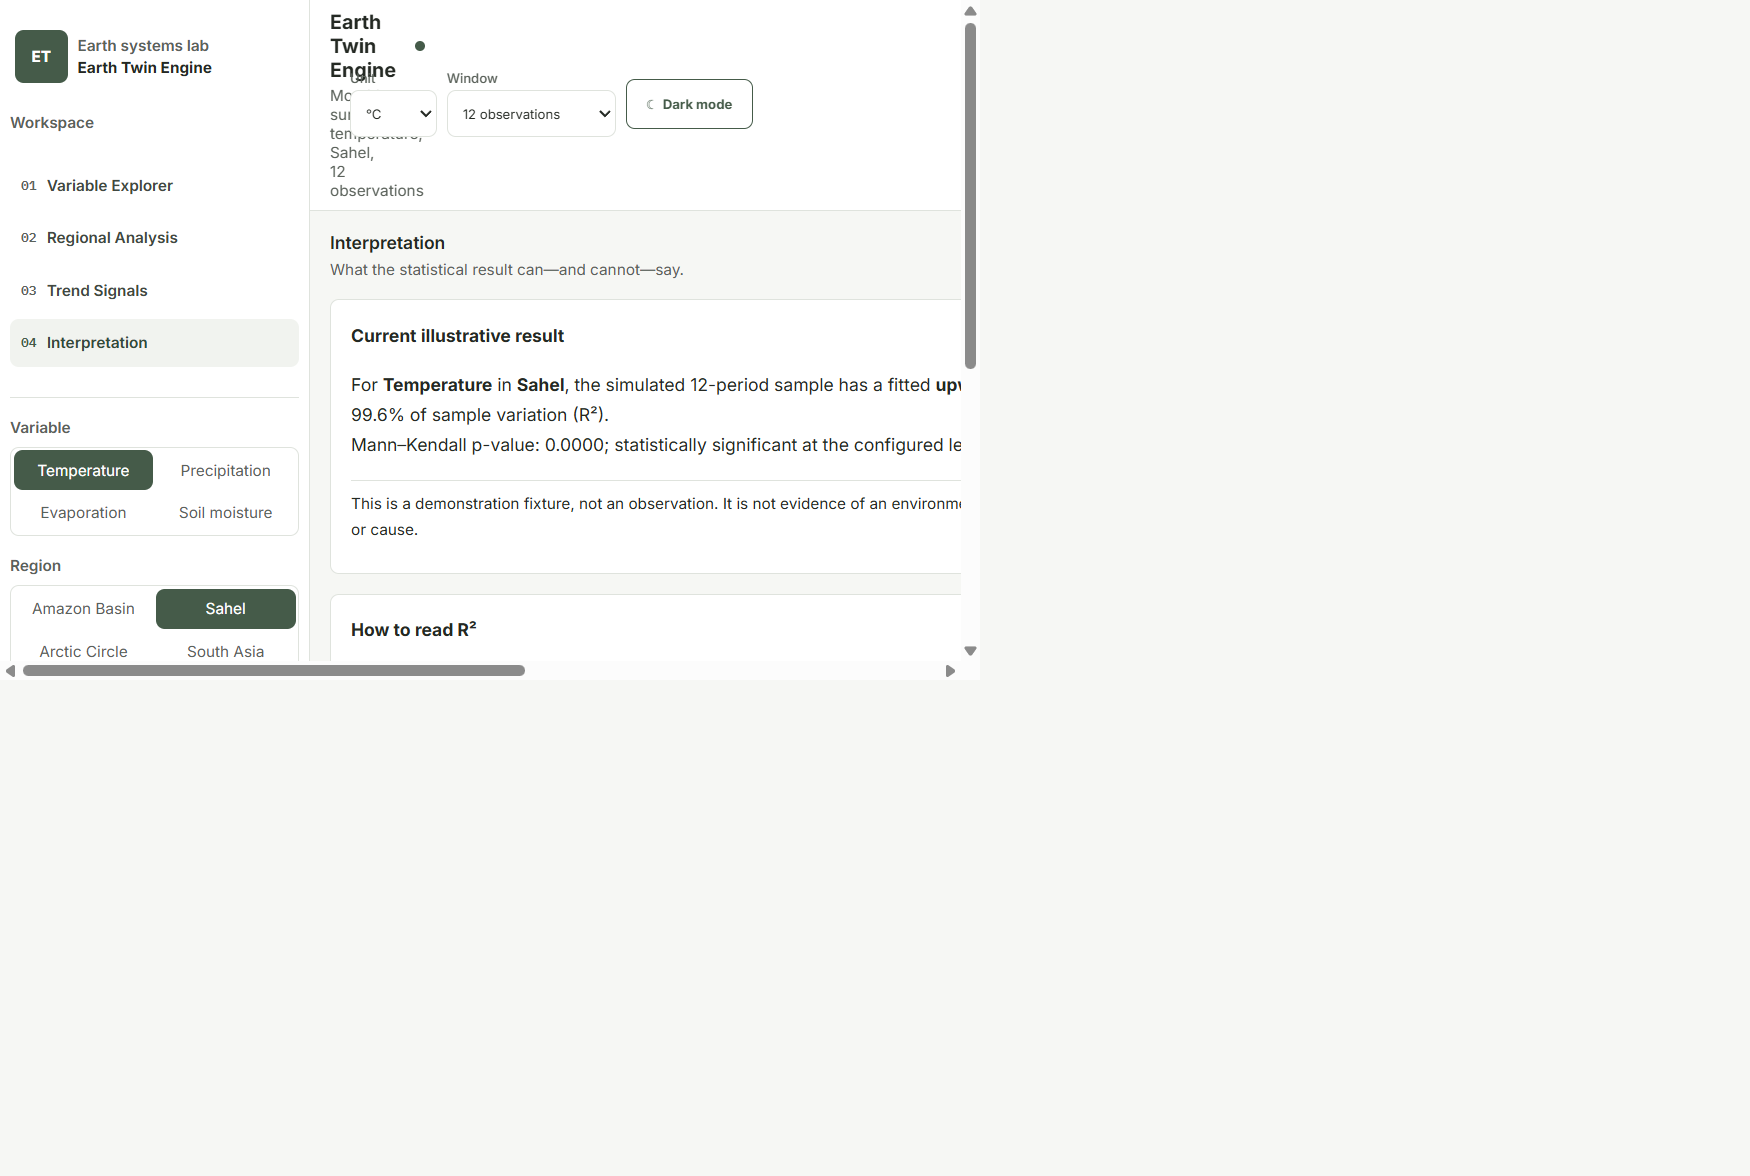 ET
Earth systems lab
Earth Twin Engine
Workspace
01 Variable Explorer
02 Regional Analysis
03 Trend Signals
04 Interpretation
Variable
Temperature
Precipitation
Evaporation
Soil moisture
Region
Amazon Basin
Sahel
Arctic Circle
South Asia
Earth
Twin
Engine
temperature,
Sahel,
12
observations
Unit
°C
Window
12 observations
☾ Dark mode
Interpretation
What the statistical result can—and cannot—say.
Current illustrative result
For Temperature in Sahel, the simulated 12-period sample has a fitted
99.6% of sample variation (R²).
Mann–Kendall p-value: 0.0000; statistically significant at the configured
This is a demonstration fixture, not an observation. It is not evidence of an
or cause.
How to read R²